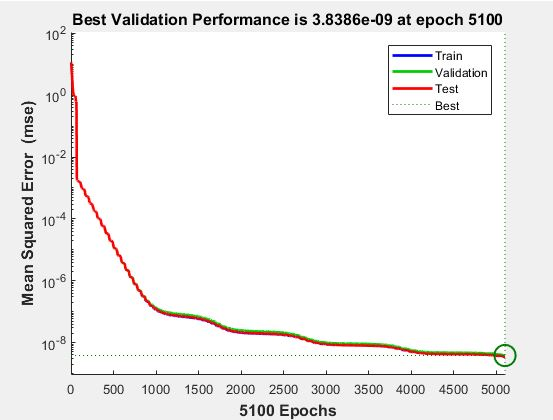 Best Validation Performance is 3.8386e-09 at epoch 5100
10^2
10^0
10^-2
10^-4
10^-6
10^-8
Mean Squared Error (mse)
Train
Validation
Test
Best
0 500 1000 1500 2000 2500 3000 3500 4000 4500 5000
5100 Epochs